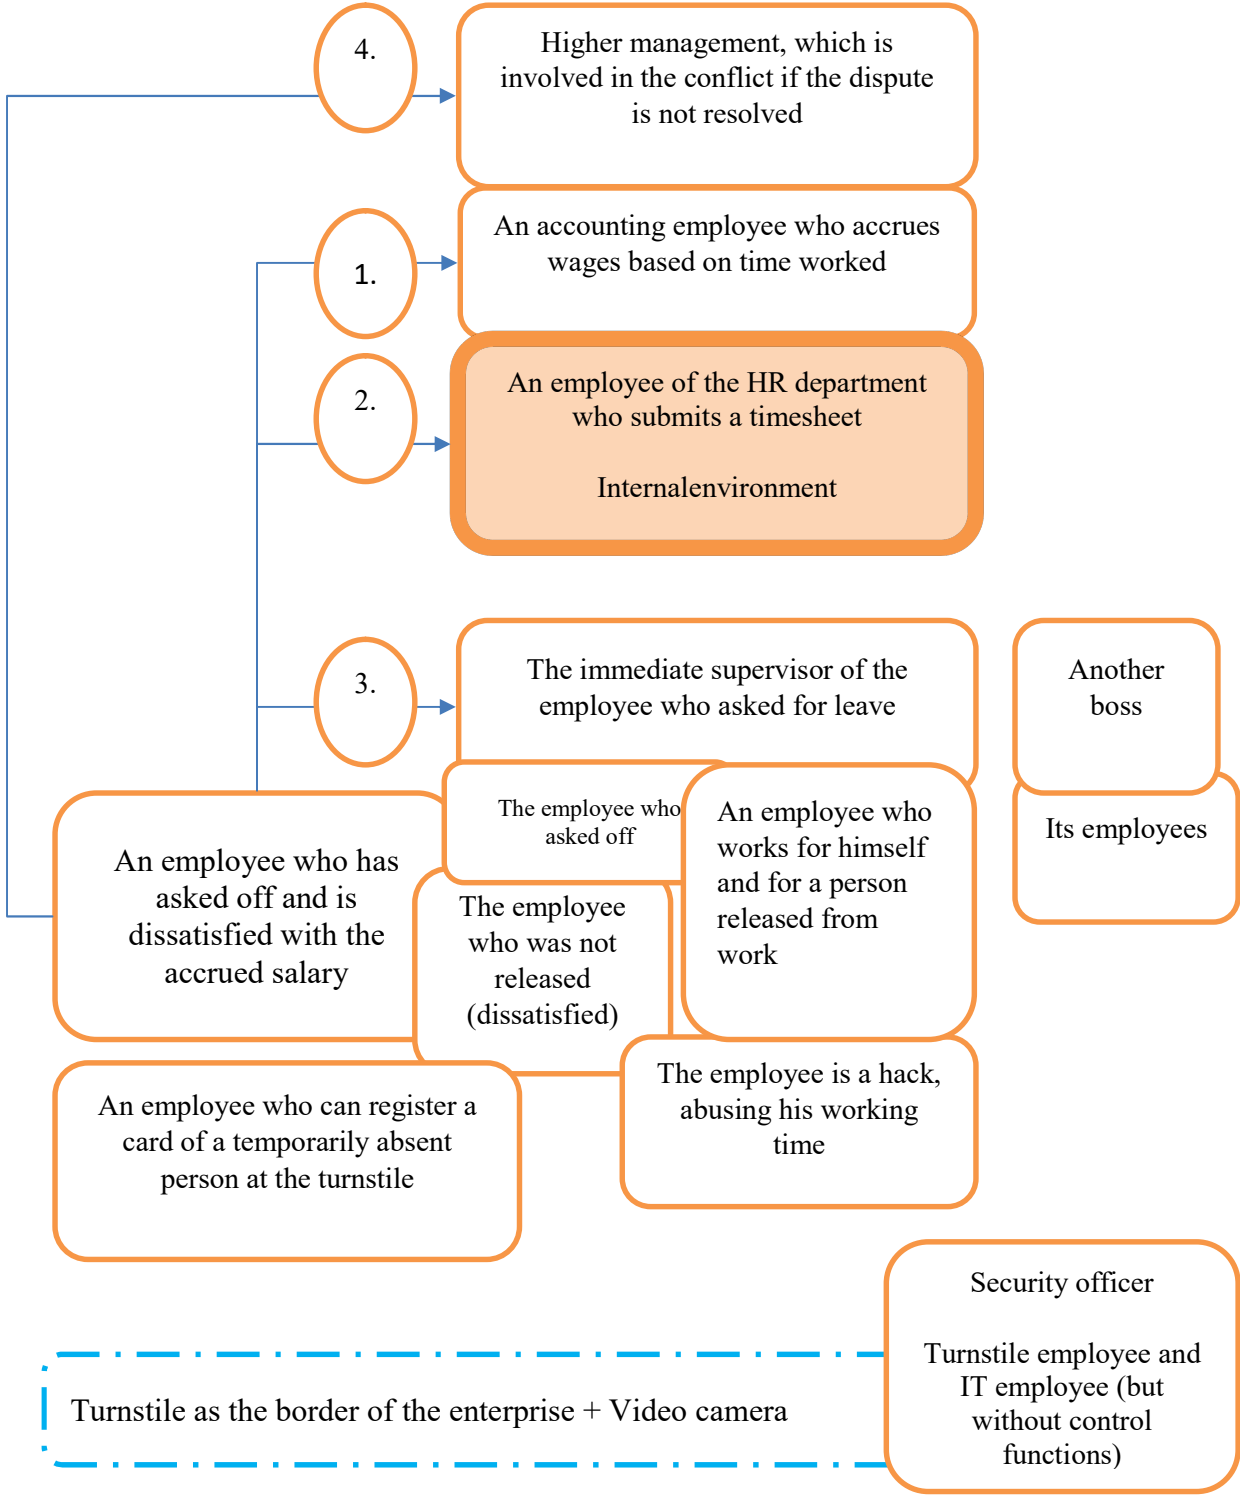 4.
Higher management, which is
involved in the conflict if the dispute
is not resolved
1.
An accounting employee who accrues
wages based on time worked
2.
An employee of the HR department
who submits a timesheet
Internalenvironment
3.
The immediate supervisor of the
employee who asked for leave
Another
boss
Its employees
The employee who
asked off
An employee who
works for himself
and for a person
released from
work
An employee who has
asked off and is
dissatisfied with the
accrued salary
The employee
who was not
released
(dissatisfied)
The employee is a hack,
abusing his working
time
An employee who can register a
card of a temporarily absent
person at the turnstile
Security officer
Turnstile employee and
IT employee (but
without control
functions)
Turnstile as the border of the enterprise + Video camera